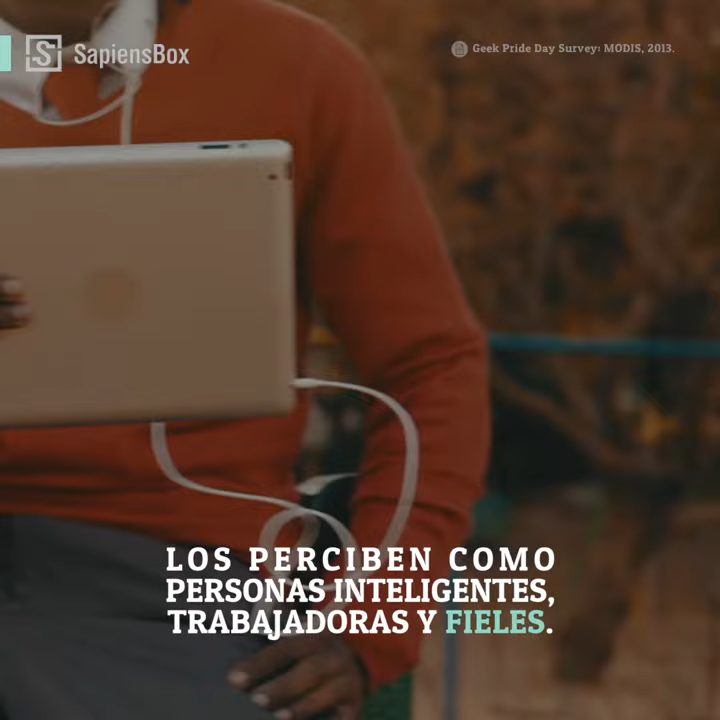 SapiensBox
Geek Pride Day Survey: MODIS, 2013.
LOS PERCIBEN COMO
PERSONAS INTELIGENTES,
TRABAJADORAS Y FIELES.